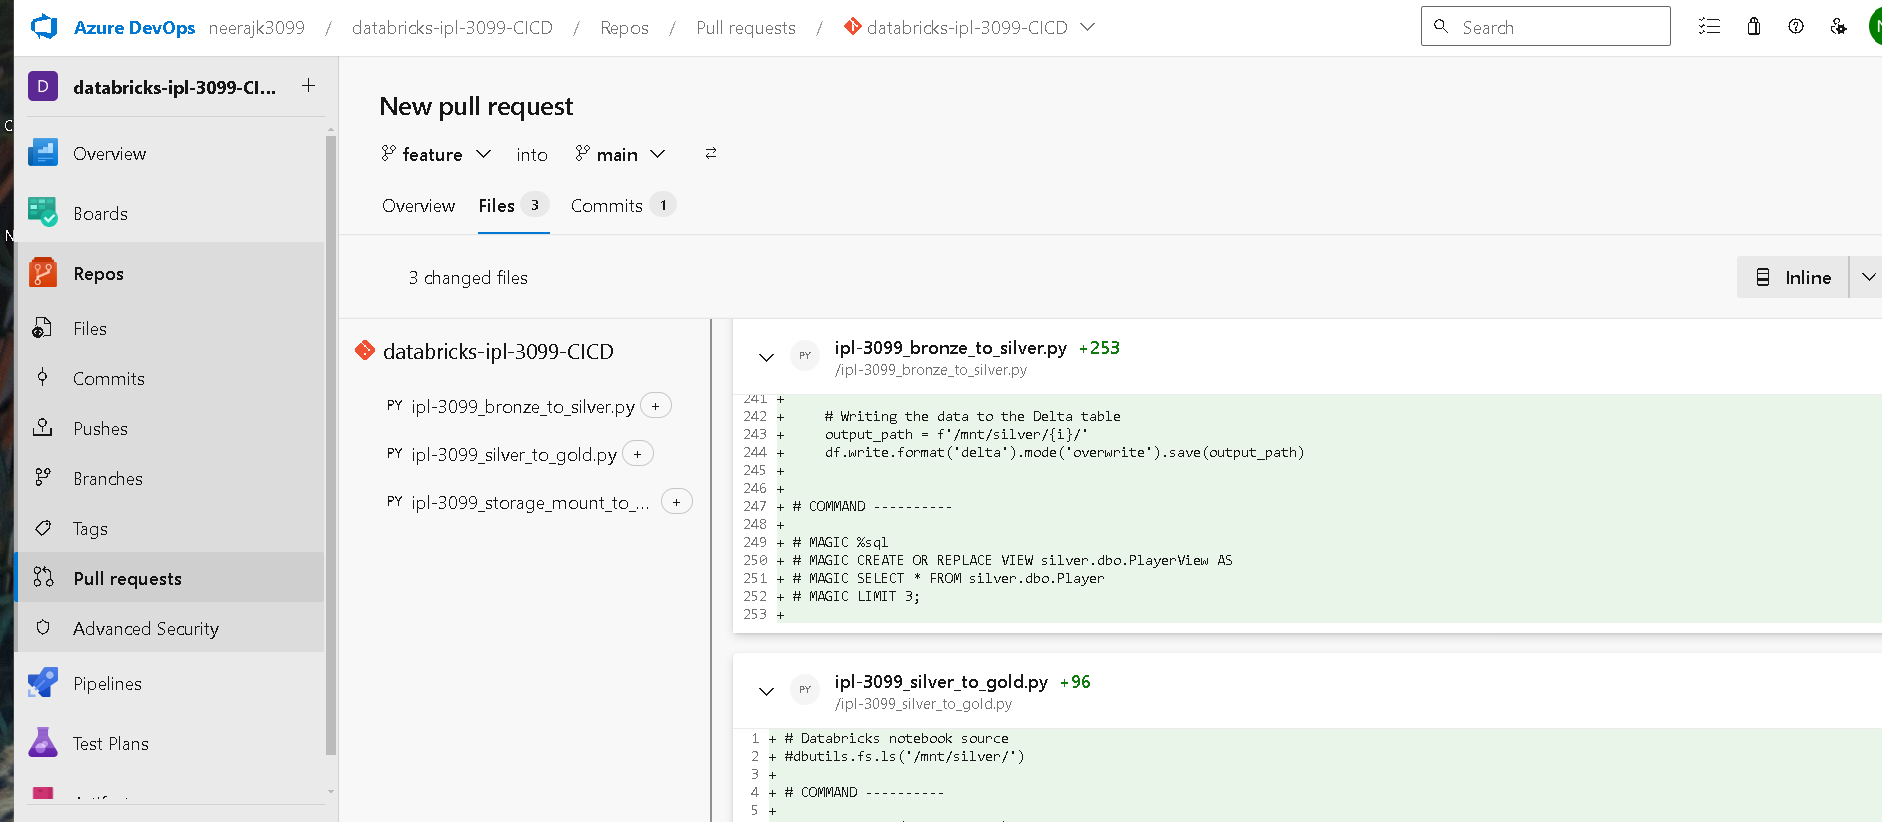 Azure DevOps neerajk3099 / databricks-ipl-3099-CICD / Repos / Pull requests / databricks-ipl-3099-CICD
Search
D databricks-ipl-3099-CI... +
Overview
Boards
Repos
Files
Commits
Pushes
Branches
Tags
Pull requests
Advanced Security
Pipelines
Test Plans
New pull request
feature into main
Overview Files 3 Commits 1
3 changed files
Inline
databricks-ipl-3099-CICD
PY ipl-3099_bronze_to_silver.py +
PY ipl-3099_silver_to_gold.py +
PY ipl-3099_storage_mount_to_... +
PY ipl-3099_bronze_to_silver.py +253
/ipl-3099_bronze_to_silver.py
241 +
242 + # Writing the data to the Delta table
243 + output_path = f'/mnt/silver/{i}/'
244 + df.write.format('delta').mode('overwrite').save(output_path)
245 +
246 +
247 + # COMMAND ----------
248 +
249 + # MAGIC %sql
250 + # MAGIC CREATE OR REPLACE VIEW silver.dbo.PlayerView AS
251 + # MAGIC SELECT * FROM silver.dbo.Player
252 + # MAGIC LIMIT 3;
253 +
PY ipl-3099_silver_to_gold.py +96
/ipl-3099_silver_to_gold.py
1 + # Databricks notebook source
2 + #dbutils.fs.ls('/mnt/silver/')
3 +
4 + # COMMAND ----------
5 +